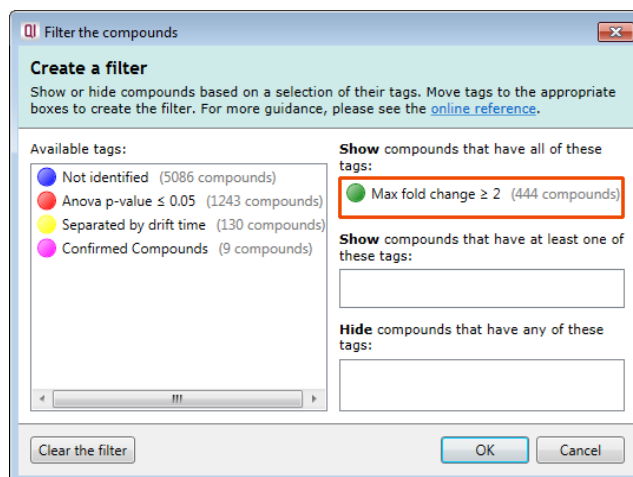 QI Filter the compounds
Create a filter
Show or hide compounds based on a selection of their tags. Move tags to the appropriate
boxes to create the filter. For more guidance, please see the online reference.
Available tags:
Not identified (5086 compounds)
Anova p-value ≤ 0.05 (1243 compounds)
Separated by drift time (130 compounds)
Confirmed Compounds (9 compounds)
Show compounds that have all of these
tags:
Max fold change ≥ 2 (444 compounds)
Show compounds that have at least one of
these tags:
Hide compounds that have any of these
tags:
Clear the filter
OK
Cancel